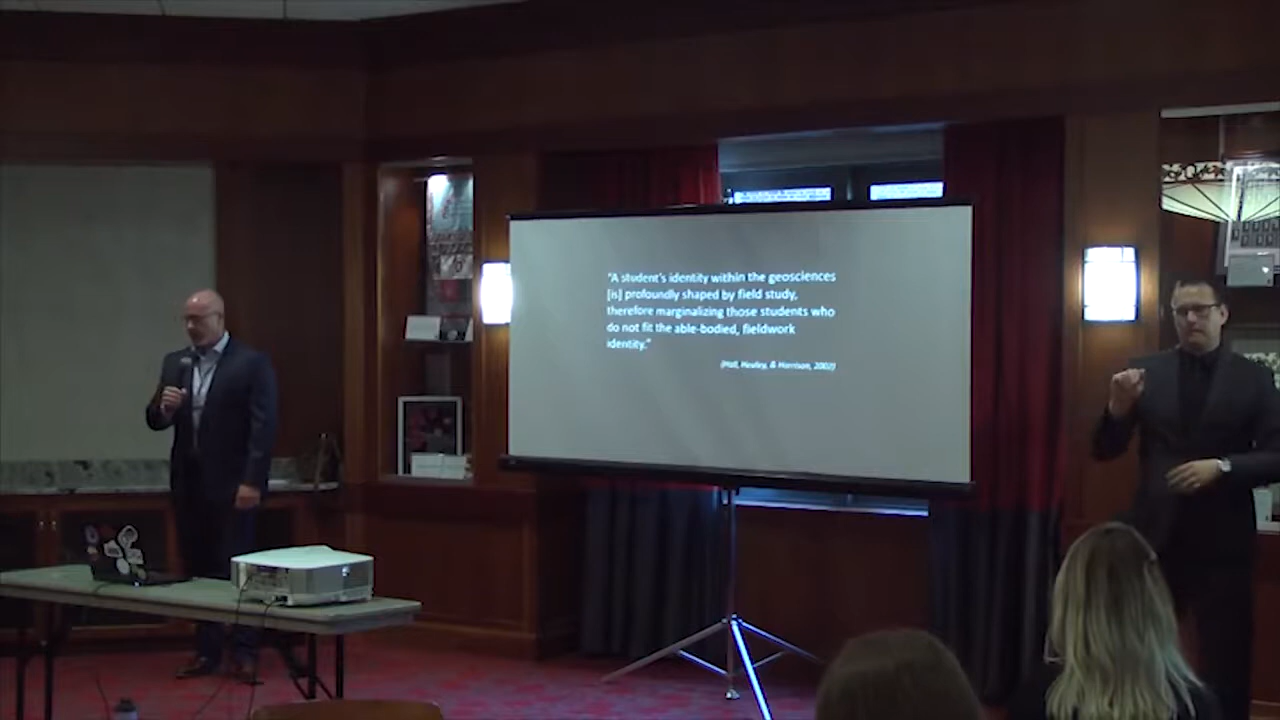 “A student’s identity within the geosciences
[is] profoundly shaped by field study,
therefore marginalizing those students who
do not fit the able-bodied, fieldwork
identity.”
(Hall, Healey, & Harrison, 2002)